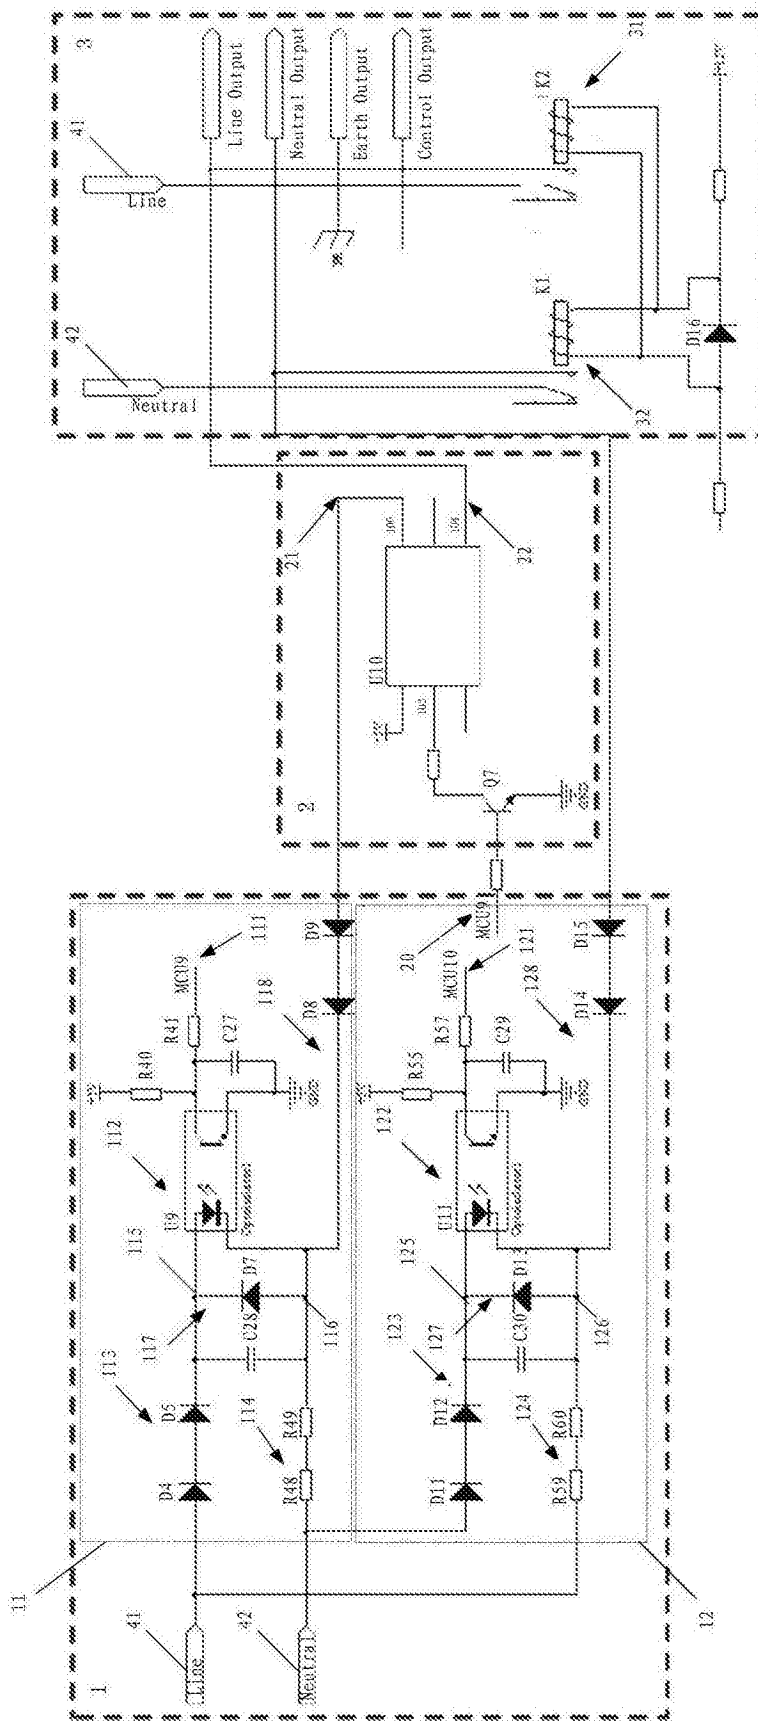 1
Line
41
Neutral
42
11
12
D4
D5
113
R48
R49
114
C28
D7
117
115
116
U9
112
Optocoupler
R40
R41
C27
MCU9
111
118
D8
D9
D11
D12
123
R59
R60
124
C30
127
125
126
U11
122
Optocoupler
R55
R57
C29
MCU10
121
128
D14
D15
2
20
MCU9
Q7
U10
103
106
21
22
3
41
Line
42
Neutral
Line Output
Neutral Output
Earth Output
Control Output
K2
31
K1
32
D16